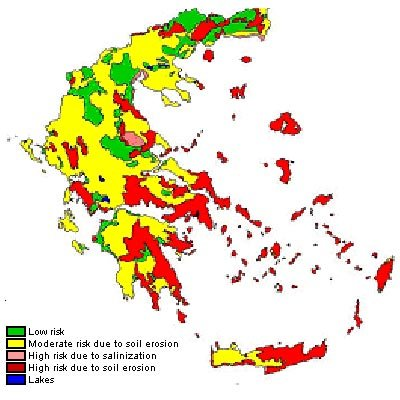 Low risk
Moderate risk due to soil erosion
High risk due to salinization
High risk due to soil erosion
Lakes